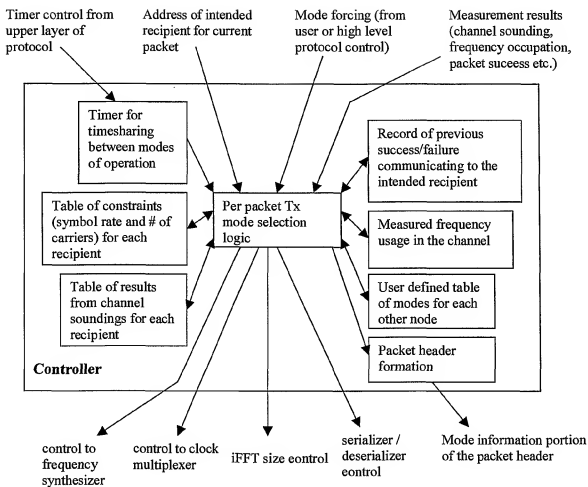 Timer control from
upper layer of
protocol
Address of intended
recipient for current
packet
Mode forcing (from
user or high level
protocol control)
Measurement results
(channel sounding,
frequency occupation,
packet suceess etc.)
Timer for
timesharing
between modes
of operation
Record of previous
success/failure
communicating to the
intended recipient
Table of constraints
(symbol rate and # of
carriers) for each
recipient
Per packet Tx
mode selection
logic
Measured frequency
usage in the channel
Table of results
from channel
soundings for each
recipient
User defined table
of modes for each
other node
Packet header
formation
Controller
control to
frequency
synthesizer
control to clock
multiplexer
iFFT size eontrol
serializer /
deserializer
eontrol
Mode information portion
of the packet header